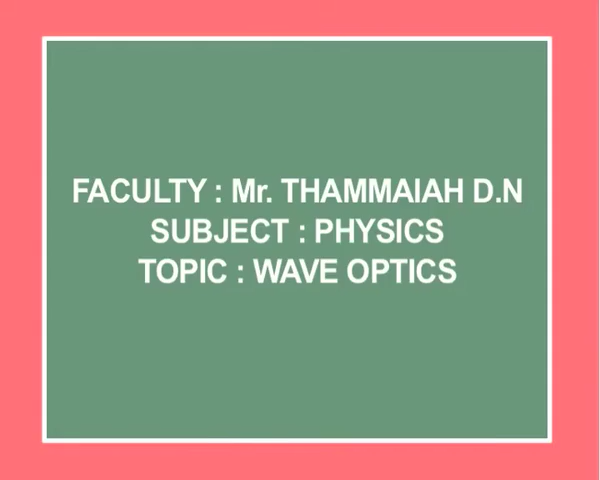 FACULTY : Mr. THAMMAIAH D.N
SUBJECT : PHYSICS
TOPIC : WAVE OPTICS